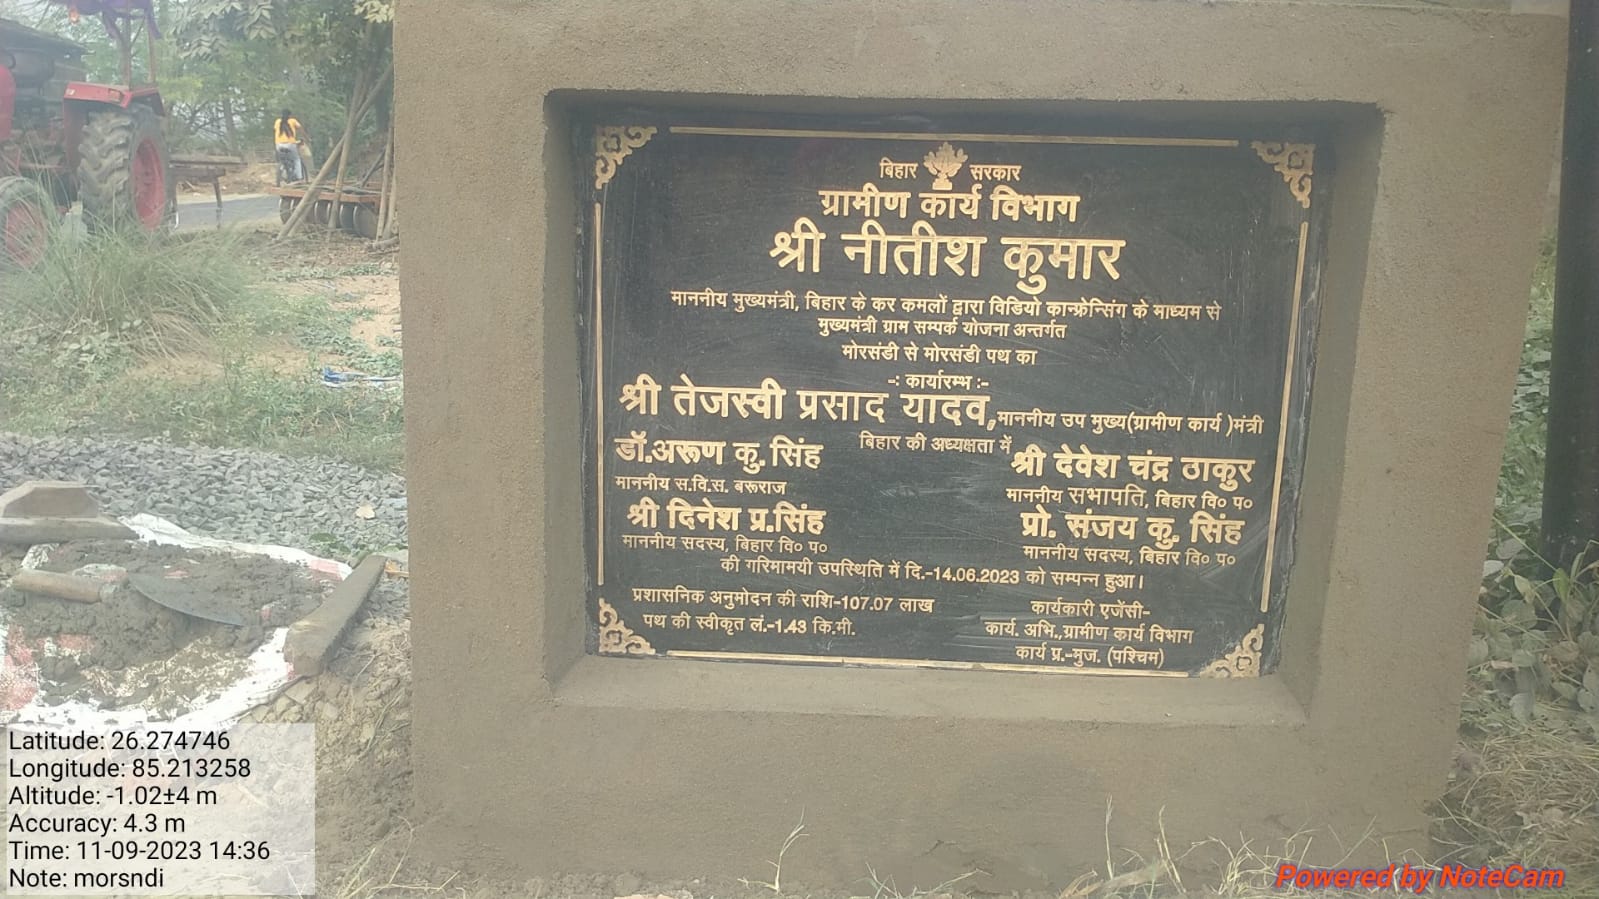 बिहार सरकार
ग्रामीण कार्य विभाग
श्री नीतीश कुमार
माननीय मुख्यमंत्री, बिहार के कर कमलों द्वारा विडियो कान्फ्रेन्सिंग के माध्यम से
मुख्यमंत्री ग्राम सम्पर्क योजना अन्तर्गत
मोरसंडी से मोरसंडी पथ का
-: कार्यारम्भ :-
श्री तेजस्वी प्रसाद यादव, माननीय उप मुख्य(ग्रामीण कार्य )मंत्री
बिहार की अध्यक्षता में
डॉ.अरूण कु. सिंह
माननीय स.वि.स. बरूराज
श्री देवेश चंद्र ठाकुर
माननीय सभापति, बिहार वि० प०
श्री दिनेश प्र.सिंह
माननीय सदस्य, बिहार वि० प०
प्रो. संजय कु. सिंह
माननीय सदस्य, बिहार वि० प०
की गरिमामयी उपस्थिति में दि.-14.06.2023 को सम्पन्न हुआ।
प्रशासनिक अनुमोदन की राशि-107.07 लाख
पथ की स्वीकृत लं.-1.43 कि.मी.
कार्यकारी एजेंसी-
कार्य. अभि.,ग्रामीण कार्य विभाग
कार्य प्र.-मुज. (पश्चिम)
Latitude: 26.274746
Longitude: 85.213258
Altitude: -1.02±4 m
Accuracy: 4.3 m
Time: 11-09-2023 14:36
Note: morsndi
Powered by NoteCam